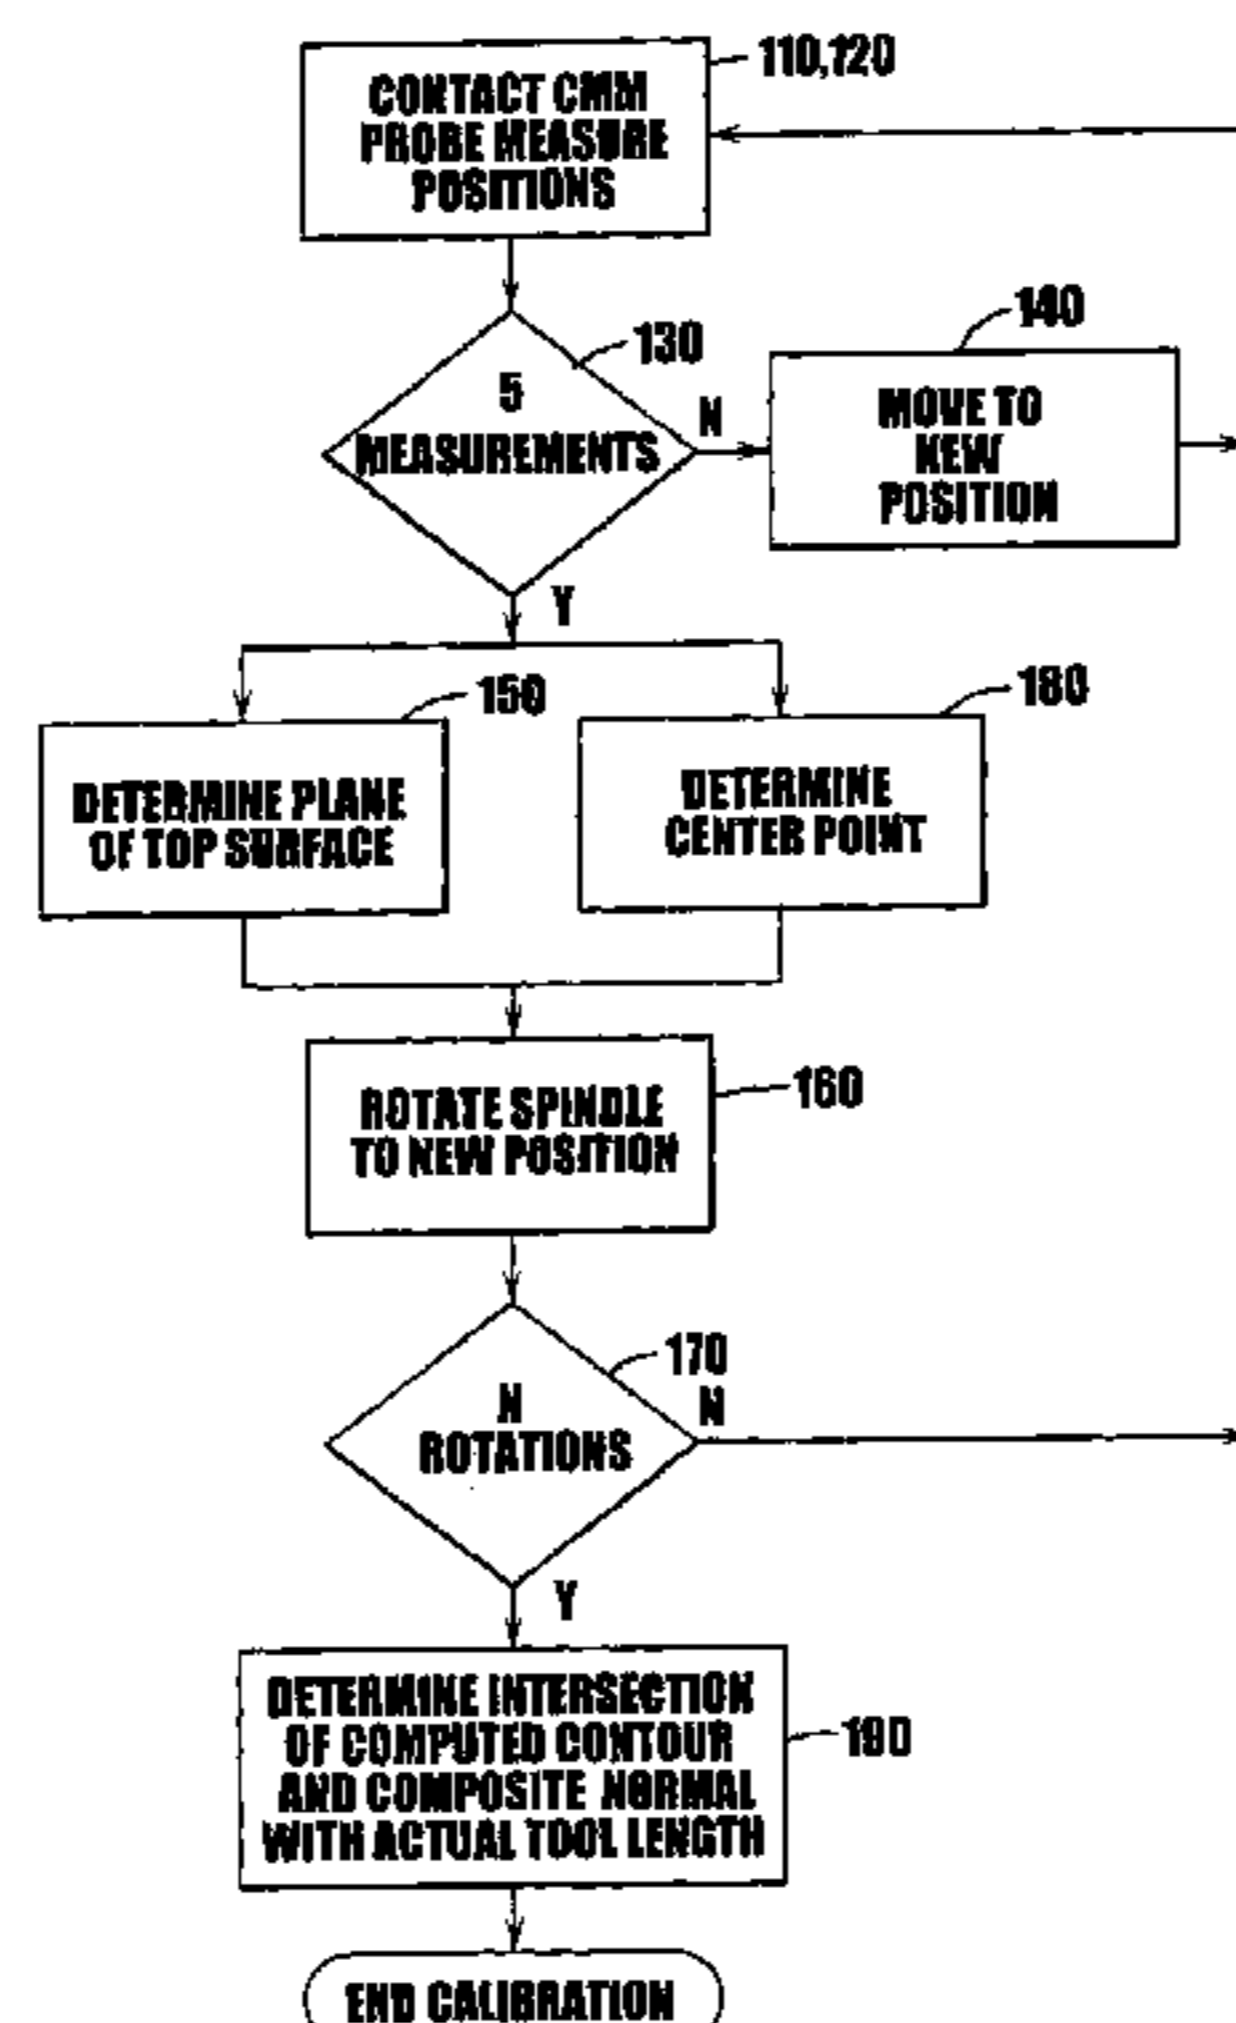 110,120
CONTACT CMM
PROBE MEASURE
POSITIONS
130
5
MEASUREMENTS
N
140
MOVE TO
NEW
POSITION
Y
150
DETERMINE PLANE
OF TOP SURFACE
180
DETERMINE
CENTER POINT
160
ROTATE SPINDLE
TO NEW POSITION
170
N
ROTATIONS
N
Y
190
DETERMINE INTERSECTION
OF COMPUTED CONTOUR
AND COMPOSITE NORMAL
WITH ACTUAL TOOL LENGTH
END CALIBRATION